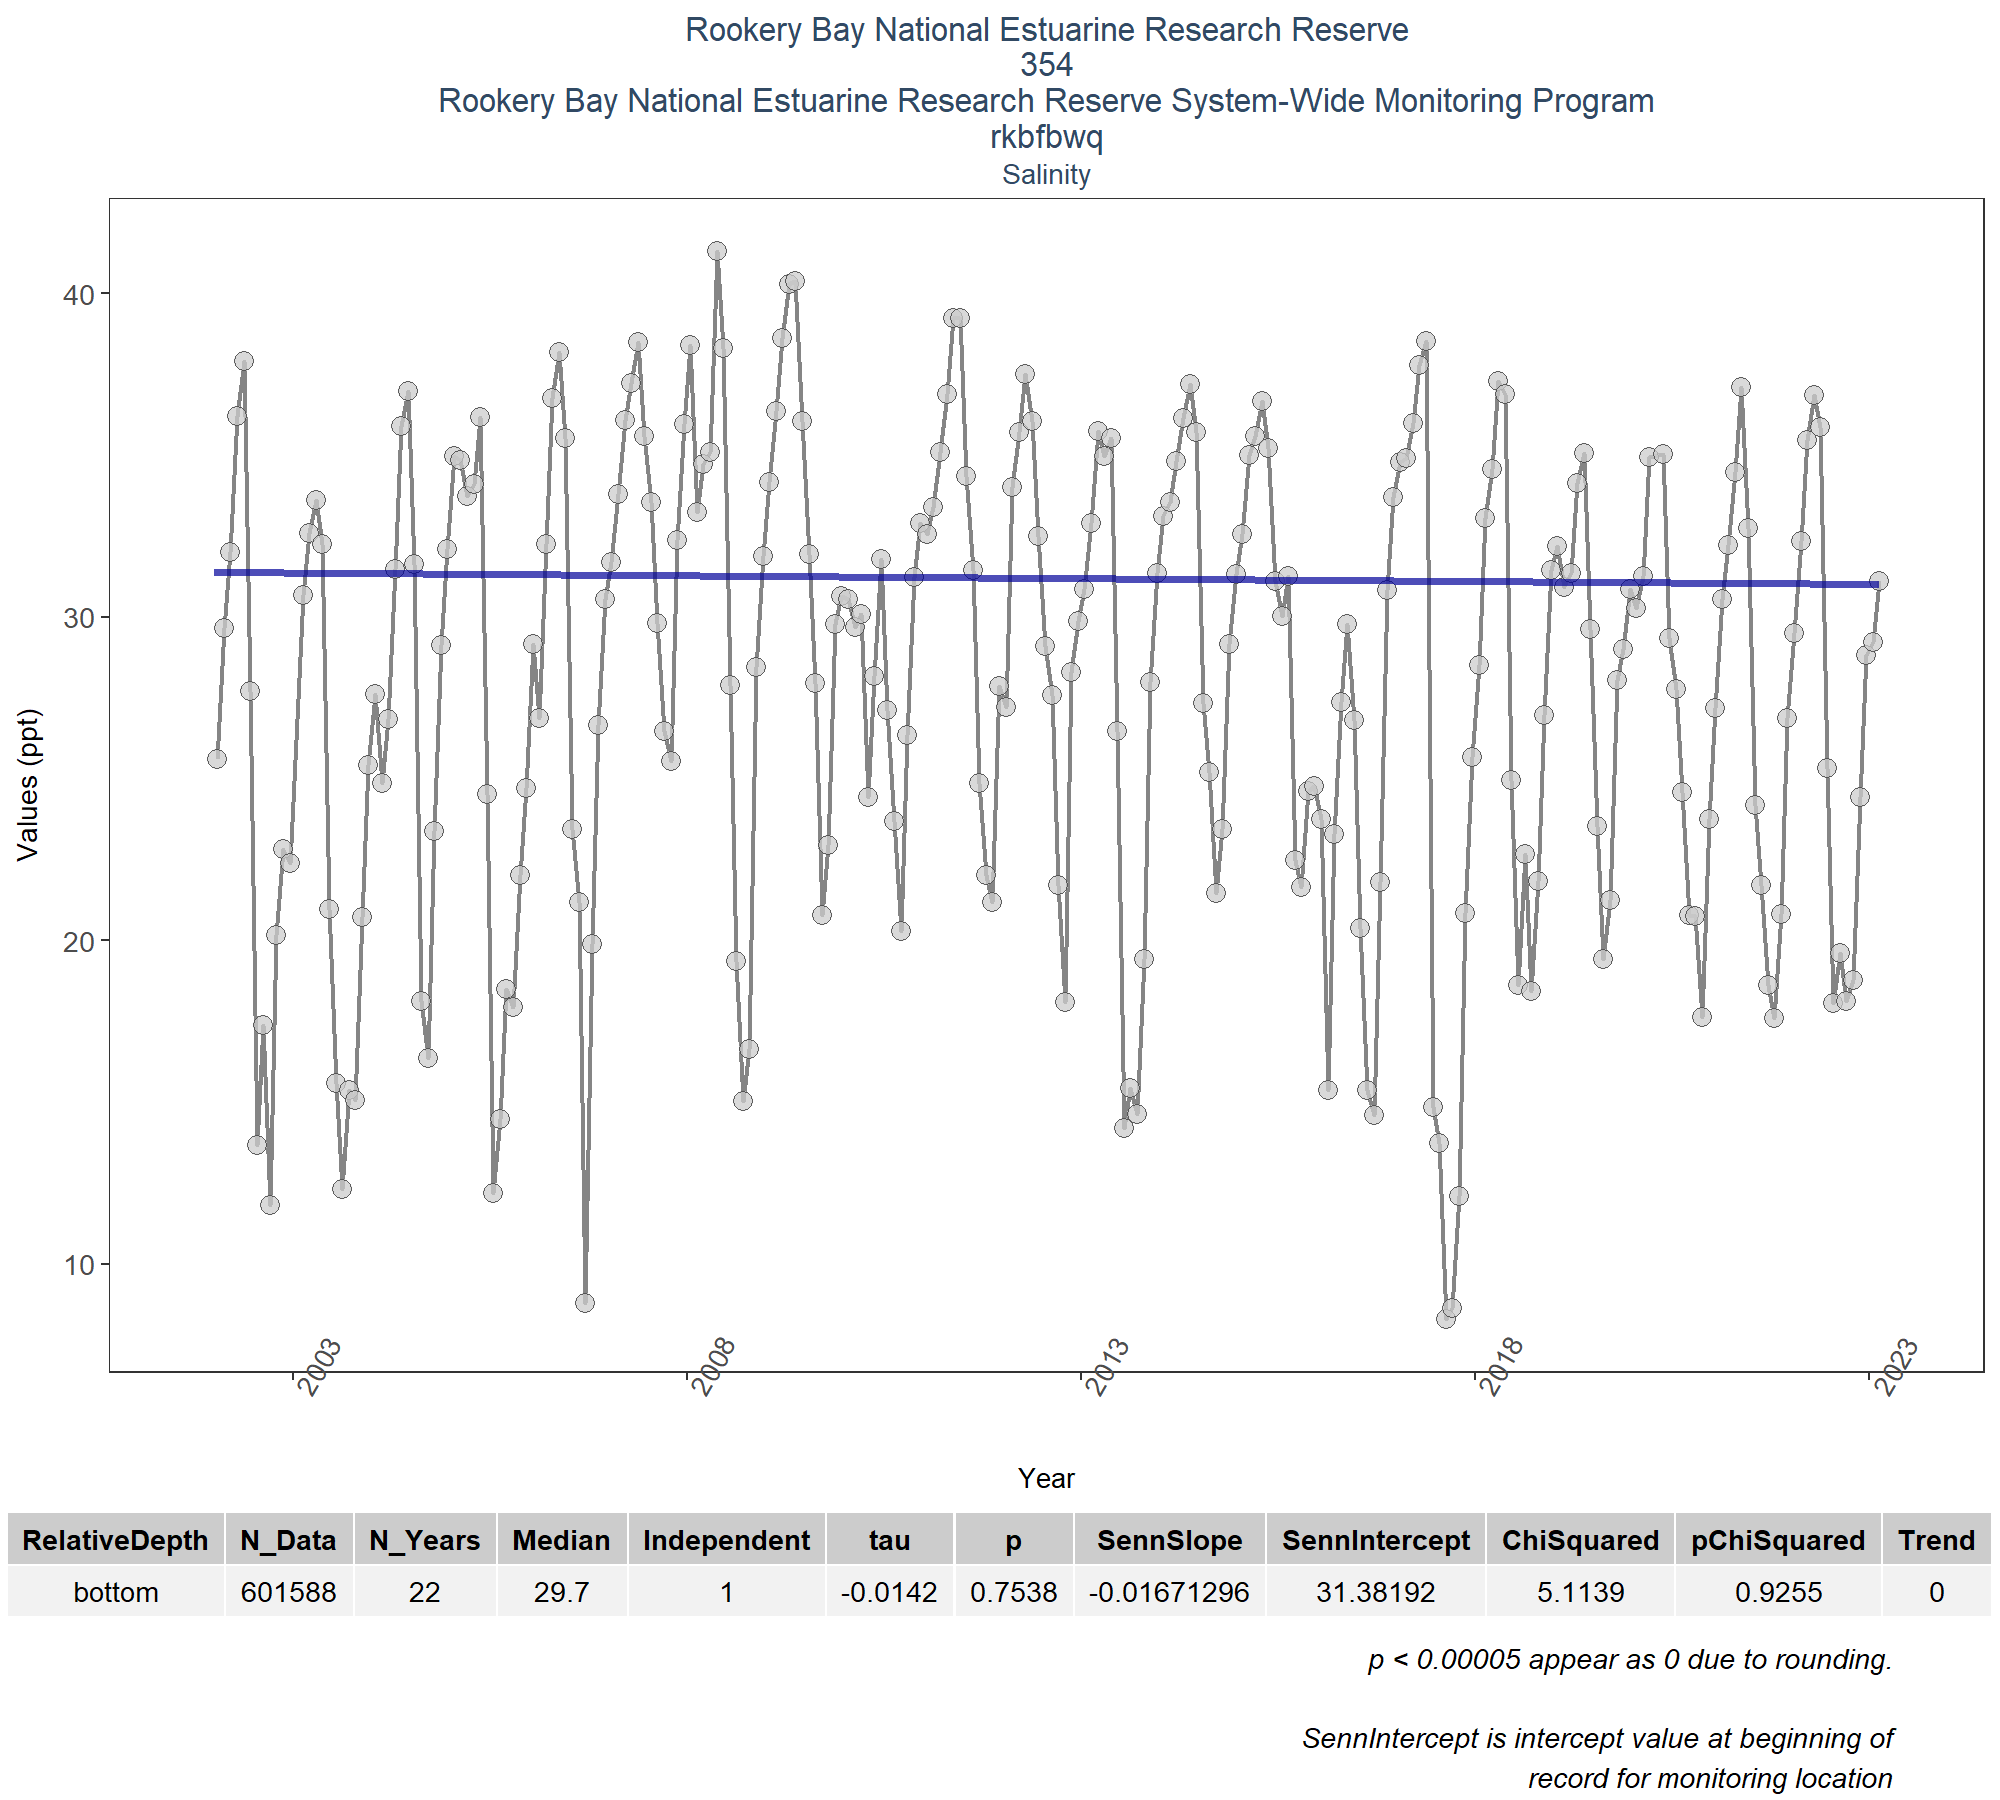 Rookery Bay National Estuarine Research Reserve
354
Rookery Bay National Estuarine Research Reserve System-Wide Monitoring Program
rkbfbwq
Salinity
Values (ppt)
40
30
20
10
2003 2008 2013 2018 2023
Year
RelativeDepth N_Data N_Years Median Independent tau p SennSlope SennIntercept ChiSquared pChiSquared Trend
bottom 601588 22 29.7 1 -0.0142 0.7538 -0.01671296 31.38192 5.1139 0.9255 0
p < 0.00005 appear as 0 due to rounding.
SennIntercept is intercept value at beginning of
record for monitoring location